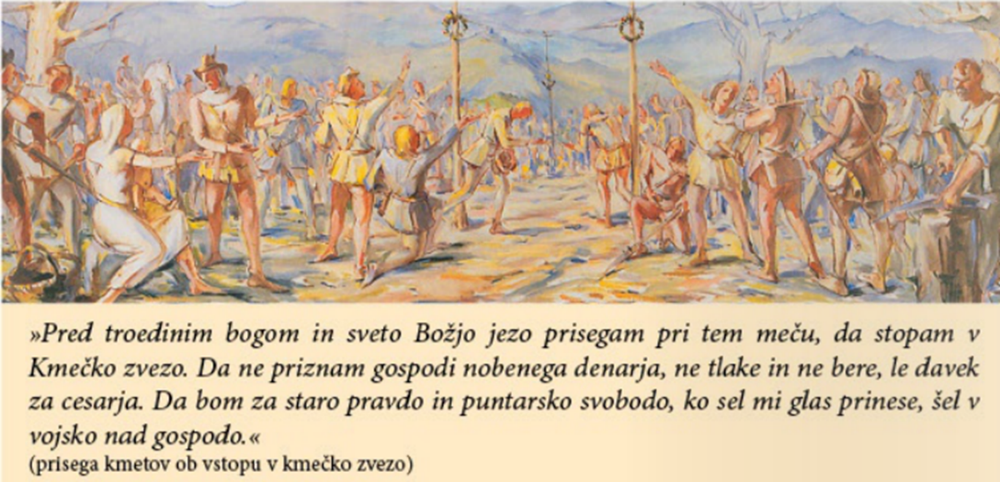 »Pred troedinim bogom in sveto Božjo jezo prisegam pri tem meču, da stopam v
Kmečko zvezo. Da ne priznam gospodi nobenega denarja, ne tlake in ne bere, le davek
za cesarja. Da bom za staro pravdo in puntarsko svobodo, ko sel mi glas prinese, šel v
vojsko nad gospodo.«
(prisega kmetov ob vstopu v kmečko zvezo)